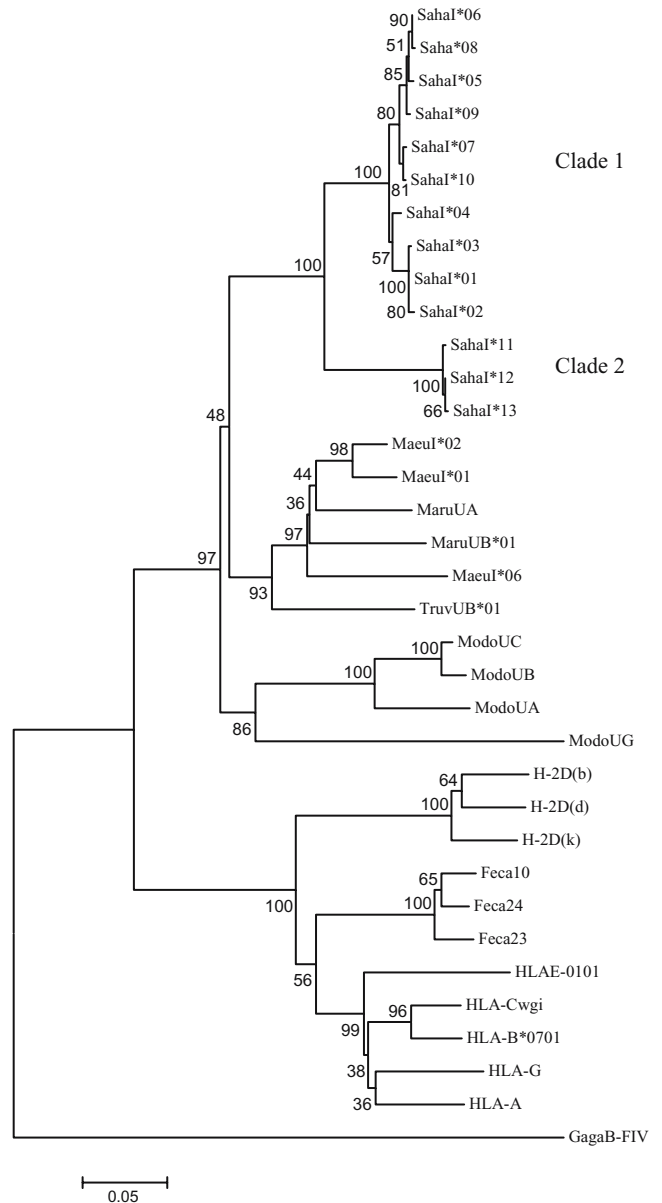 90
SahaI*06
51
Saha*08
85
SahaI*05
80
SahaI*09
SahaI*07
Clade 1
100
SahaI*10
81
SahaI*04
SahaI*03
57
100
SahaI*01
100
80
SahaI*02
SahaI*11
Clade 2
100
SahaI*12
66
SahaI*13
48
98
MaeuI*02
44
MaeuI*01
36
MaruUA
97
97
MaruUB*01
MaeuI*06
93
TruvUB*01
100
ModoUC
100
ModoUB
ModoUA
86
ModoUG
64
H-2D(b)
100
H-2D(d)
H-2D(k)
65
Feca10
100
100
Feca24
Feca23
56
HLAE-0101
96
HLA-Cwgi
99
HLA-B*0701
38
HLA-G
36
HLA-A
GagaB-FIV
0.05